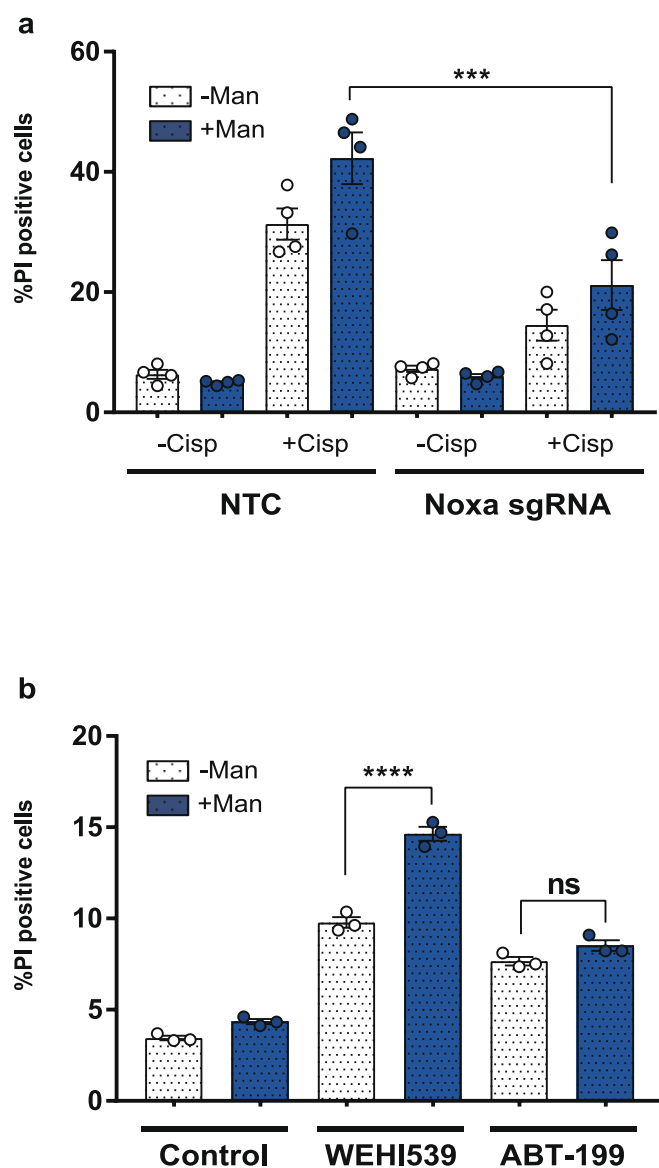 a
%PI positive cells
60
40
20
0
-Man
+Man
***
-Cisp
+Cisp
-Cisp
+Cisp
NTC
Noxa sgRNA
b
%PI positive cells
20
15
10
5
0
-Man
+Man
****
ns
Control
WEHI539
ABT-199